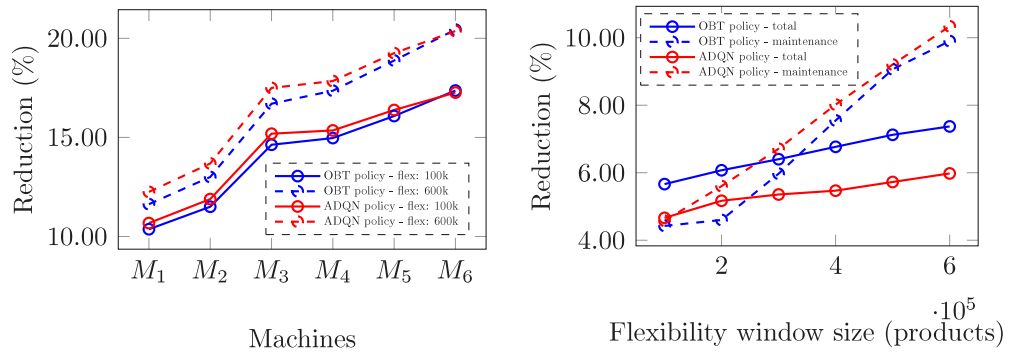 Reduction (%)
20.00
15.00
10.00
OBT policy - flex: 100k
OBT policy - flex: 600k
ADQN policy - flex: 100k
ADQN policy - flex: 600k
M₁ M₂ M₃ M₄ M₅ M₆
Machines
Reduction (%)
10.00
8.00
6.00
4.00
OBT policy - total
OBT policy - maintenance
ADQN policy - total
ADQN policy - maintenance
2 4 6
·10⁵
Flexibility window size (products)